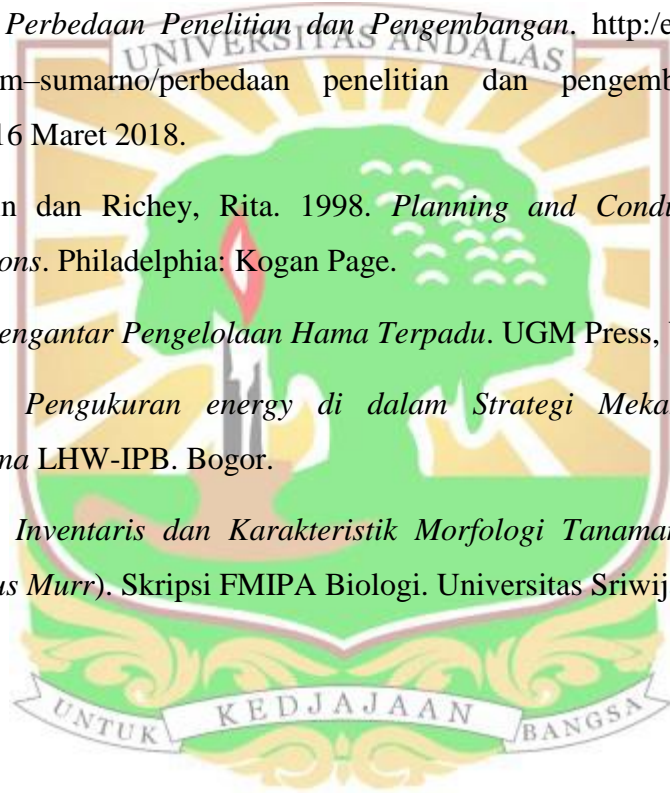 Perbedaan Penelitian dan Pengembangan. http:/e
UNIVERSITAS ANDALAS
m–sumarno/perbedaan penelitian dan pengemb
16 Maret 2018.
n dan Richey, Rita. 1998. Planning and Condu
ons. Philadelphia: Kogan Page.
engantar Pengelolaan Hama Terpadu. UGM Press,
Pengukuran energy di dalam Strategi Meka
na LHW-IPB. Bogor.
Inventaris dan Karakteristik Morfologi Tanaman
us Murr). Skripsi FMIPA Biologi. Universitas Sriwij
UNTUK KEDJAJAAN BANGSA